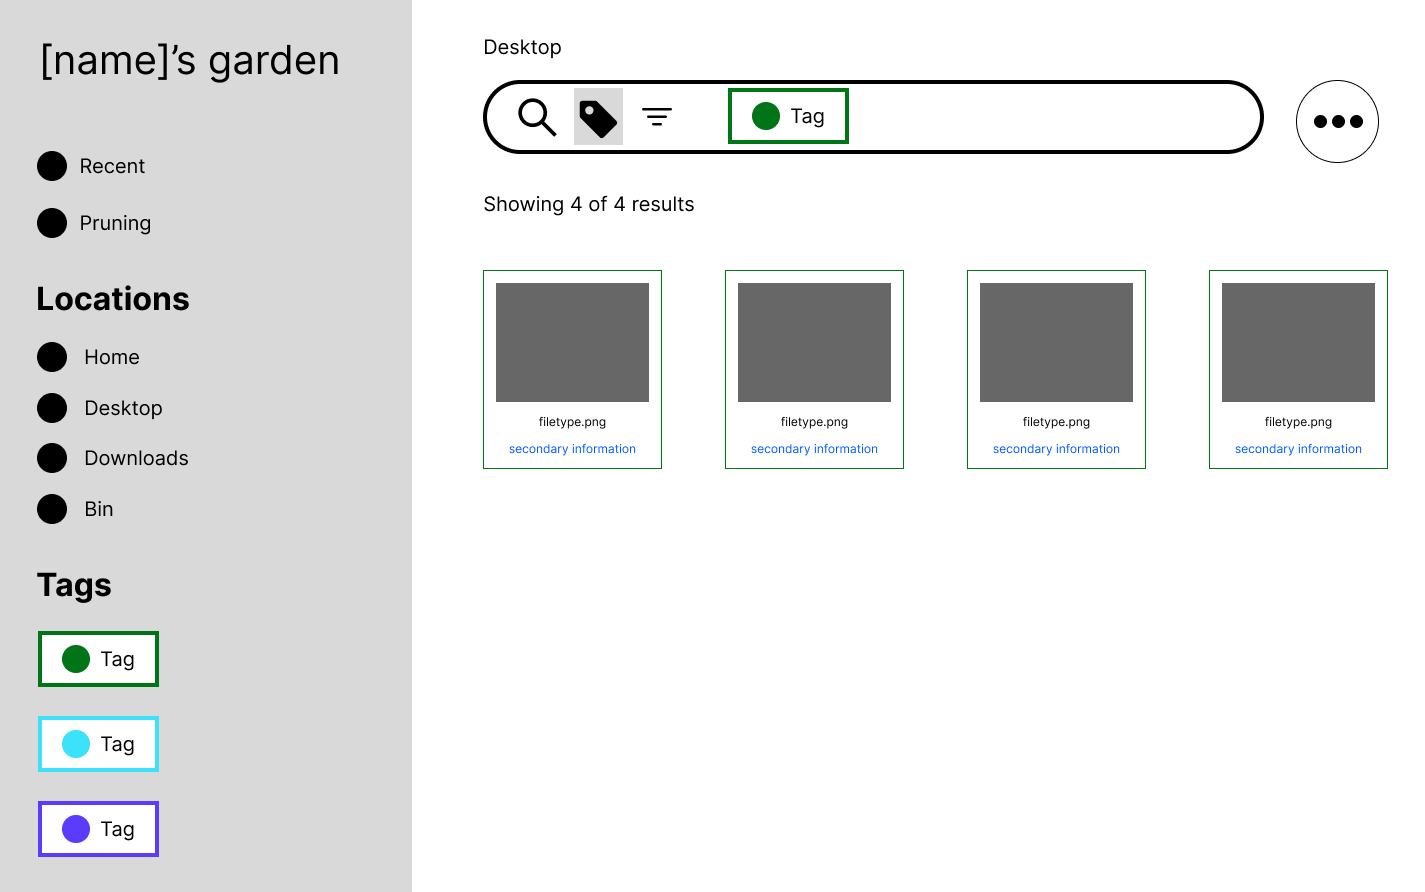 [name]’s garden
Recent
Pruning
Locations
Home
Desktop
Downloads
Bin
Tags
Tag
Tag
Tag
Desktop
Tag
Showing 4 of 4 results
filetype.png
secondary information
filetype.png
secondary information
filetype.png
secondary information
filetype.png
secondary information